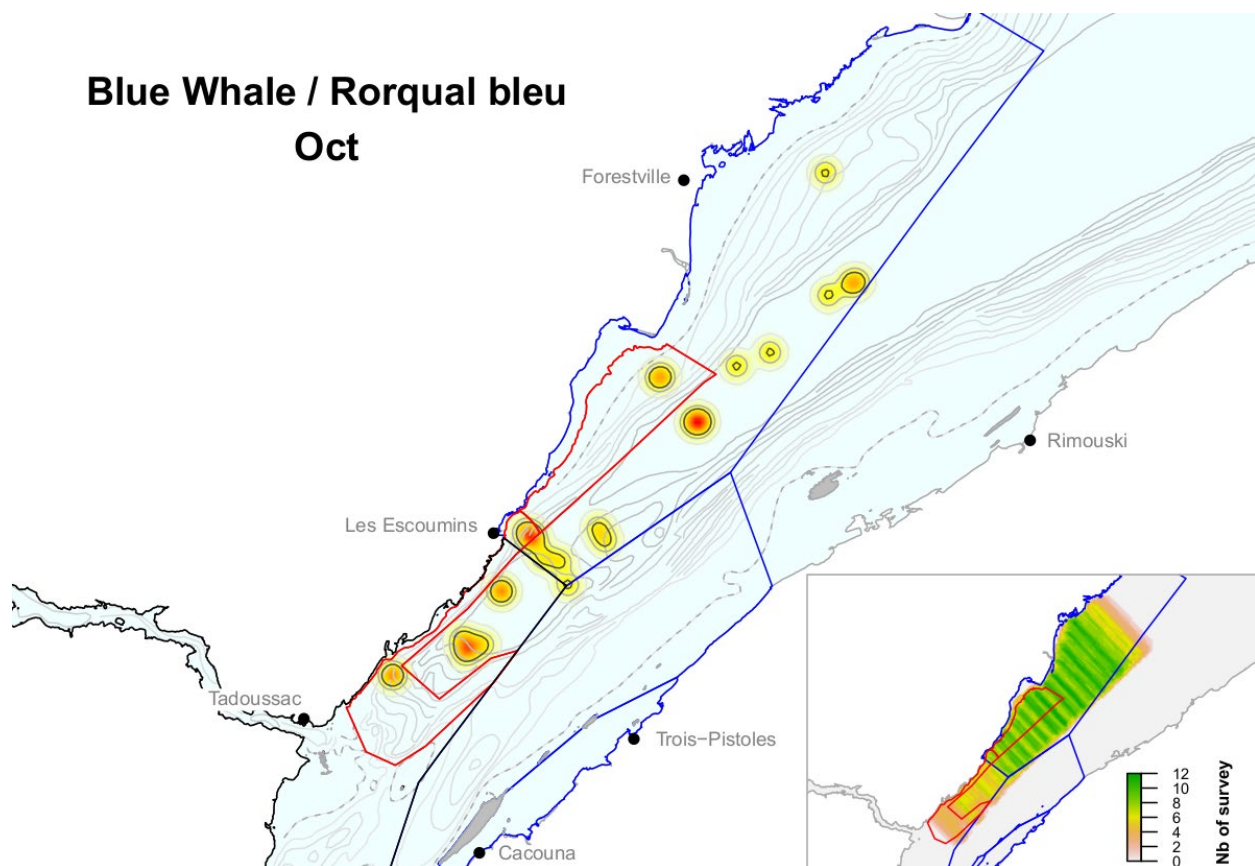 Blue Whale / Rorqual bleu
Oct
Forestville
Rimouski
Les Escoumins
Tadoussac
Trois−Pistoles
Cacouna
12
10
8
6
4
2
0
Nb of survey